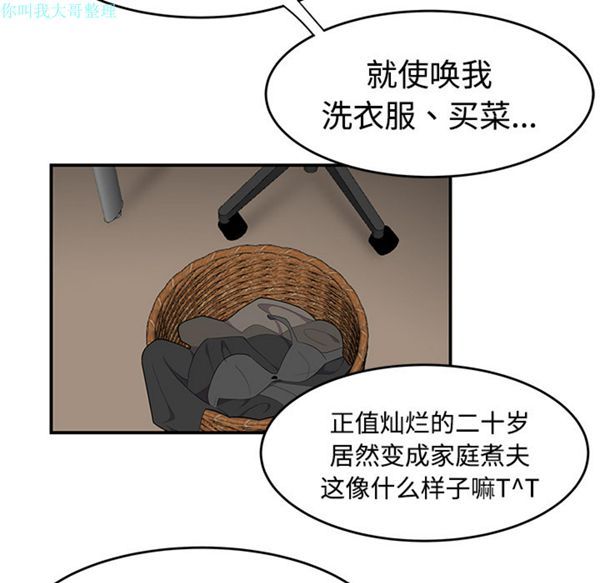 你叫我大哥整理
就使唤我
洗衣服、买菜...
正值灿烂的二十岁
居然变成家庭煮夫
这像什么样子嘛T^T